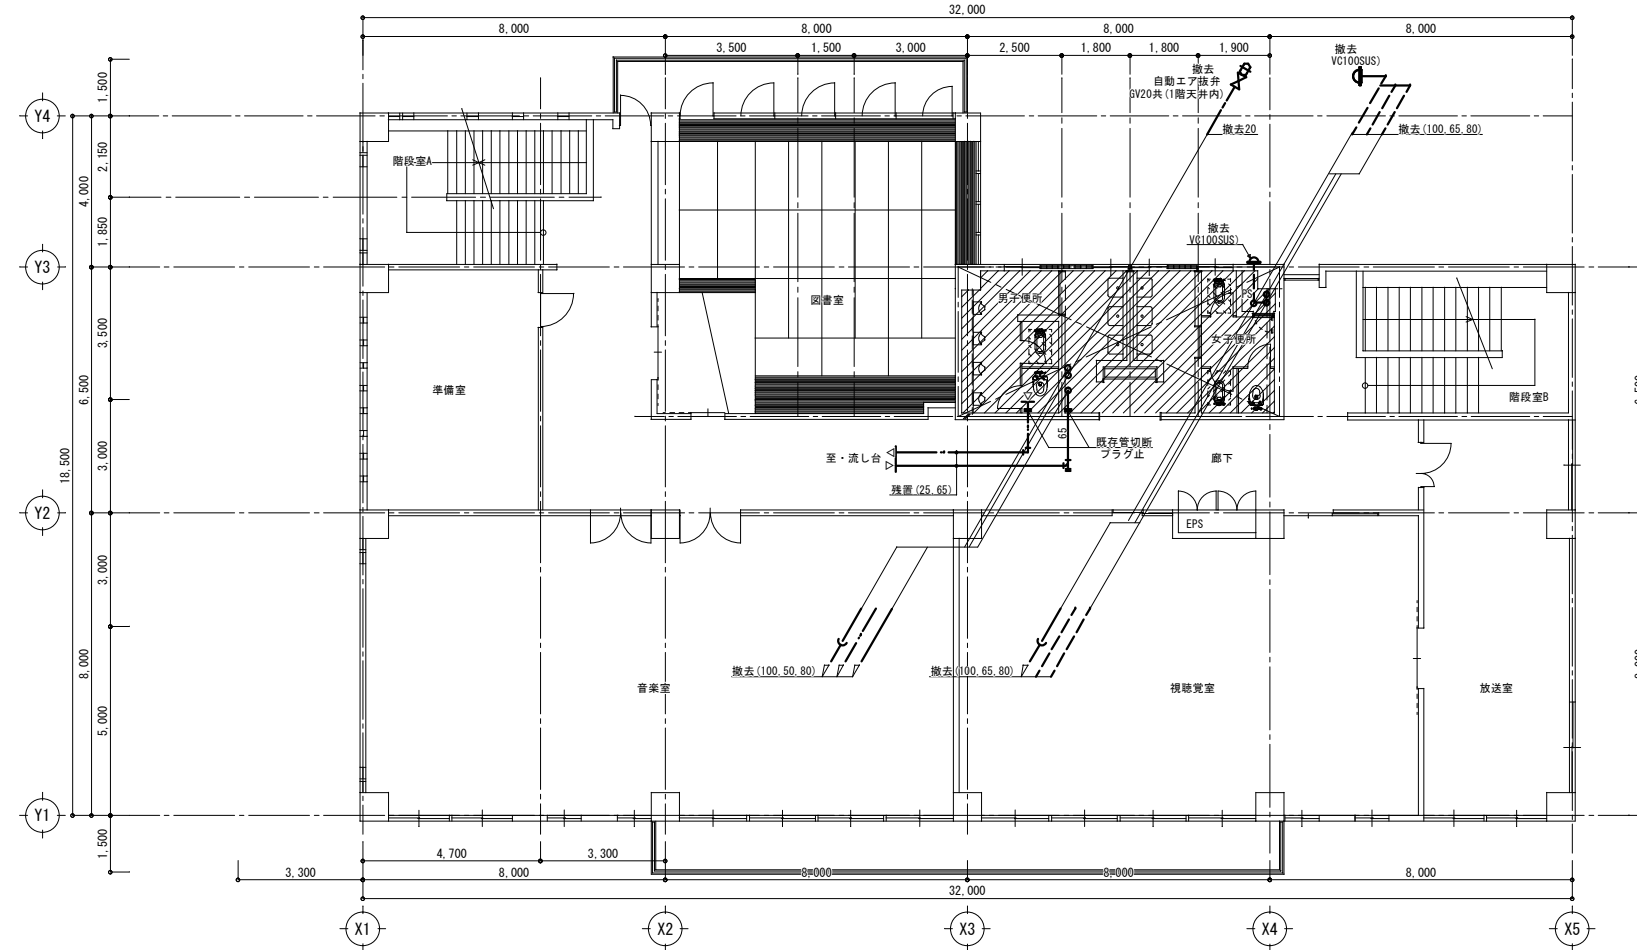 32,000
8,000
8,000
8,000
8,000
3,500
1,500
3,000
2,500
1,800
1,800
1,900
撤去
自動エア抜弁
GV20共(1階天井内)
撤去
VC100SUS)
撤去20
撤去(100.65.80)
撤去
VC100SUS)
Y4
Y3
Y2
Y1
1,500
2,150
4,000
1,850
3,500
6,500
3,000
18,500
3,000
8,000
5,000
1,500
階段室A
図書室
男子便所
PS
女子便所
準備室
階段室B
65
既存管切断
プラグ止
至・流し台
廊下
残置(25.65)
EPS
撤去(100.50.80)
撤去(100.65.80)
音楽室
視聴覚室
放送室
4,700
3,300
3,300
8,000
8,000
8,000
8,000
32,000
X1
X2
X3
X4
X5